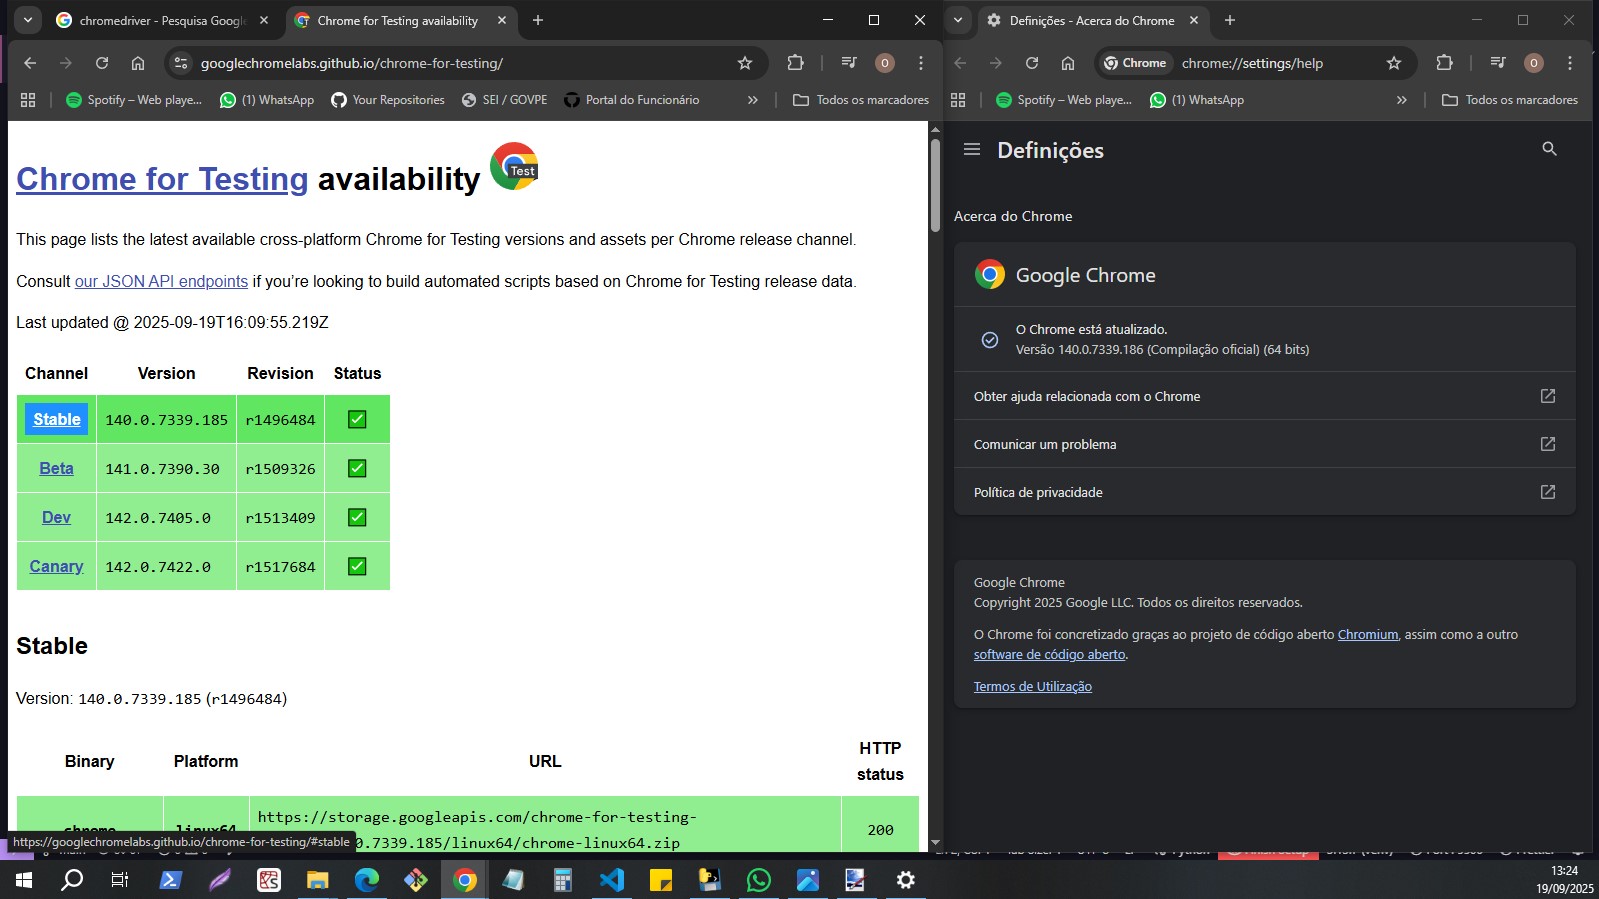 chromedriver - Pesquisa Google
Chrome for Testing availability
googlechromelabs.github.io/chrome-for-testing/
O
Spotify – Web playe...
(1) WhatsApp
Your Repositories
SEI / GOVPE
Portal do Funcionário
Todos os marcadores
Chrome for Testing availability
Test
This page lists the latest available cross-platform Chrome for Testing versions and assets per Chrome release channel.
Consult our JSON API endpoints if you’re looking to build automated scripts based on Chrome for Testing release data.
Last updated @ 2025-09-19T16:09:55.219Z
Channel Version Revision Status
Stable 140.0.7339.185 r1496484 ✅
Beta 141.0.7390.30 r1509326 ✅
Dev 142.0.7405.0 r1513409 ✅
Canary 142.0.7422.0 r1517684 ✅
Stable
Version: 140.0.7339.185 (r1496484)
Binary Platform URL HTTP status
chrome linux64 https://storage.googleapis.com/chrome-for-testing-
0.7339.185/linux64/chrome-linux64.zip 200
https://googlechromelabs.github.io/chrome-for-testing/#stable
Definições - Acerca do Chrome
Chrome
chrome://settings/help
O
Spotify – Web playe...
(1) WhatsApp
Todos os marcadores
Definições
Acerca do Chrome
Google Chrome
O Chrome está atualizado.
Versão 140.0.7339.186 (Compilação oficial) (64 bits)
Obter ajuda relacionada com o Chrome
Comunicar um problema
Política de privacidade
Google Chrome
Copyright 2025 Google LLC. Todos os direitos reservados.
O Chrome foi concretizado graças ao projeto de código aberto Chromium, assim como a outro
software de código aberto.
Termos de Utilização
13:24
19/09/2025